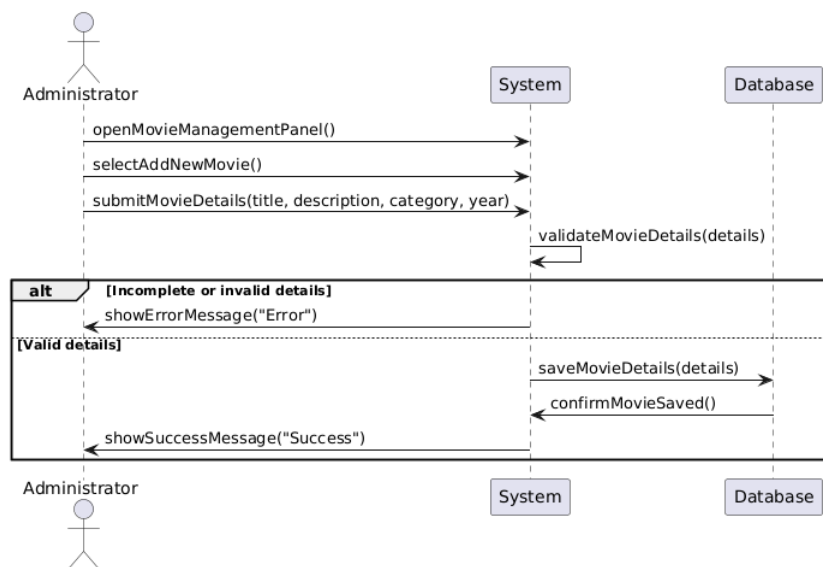 Administrator
System
Database
openMovieManagementPanel()
selectAddNewMovie()
submitMovieDetails(title, description, category, year)
validateMovieDetails(details)
alt [Incomplete or invalid details]
showErrorMessage("Error")
[Valid details]
saveMovieDetails(details)
confirmMovieSaved()
showSuccessMessage("Success")
Administrator
System
Database